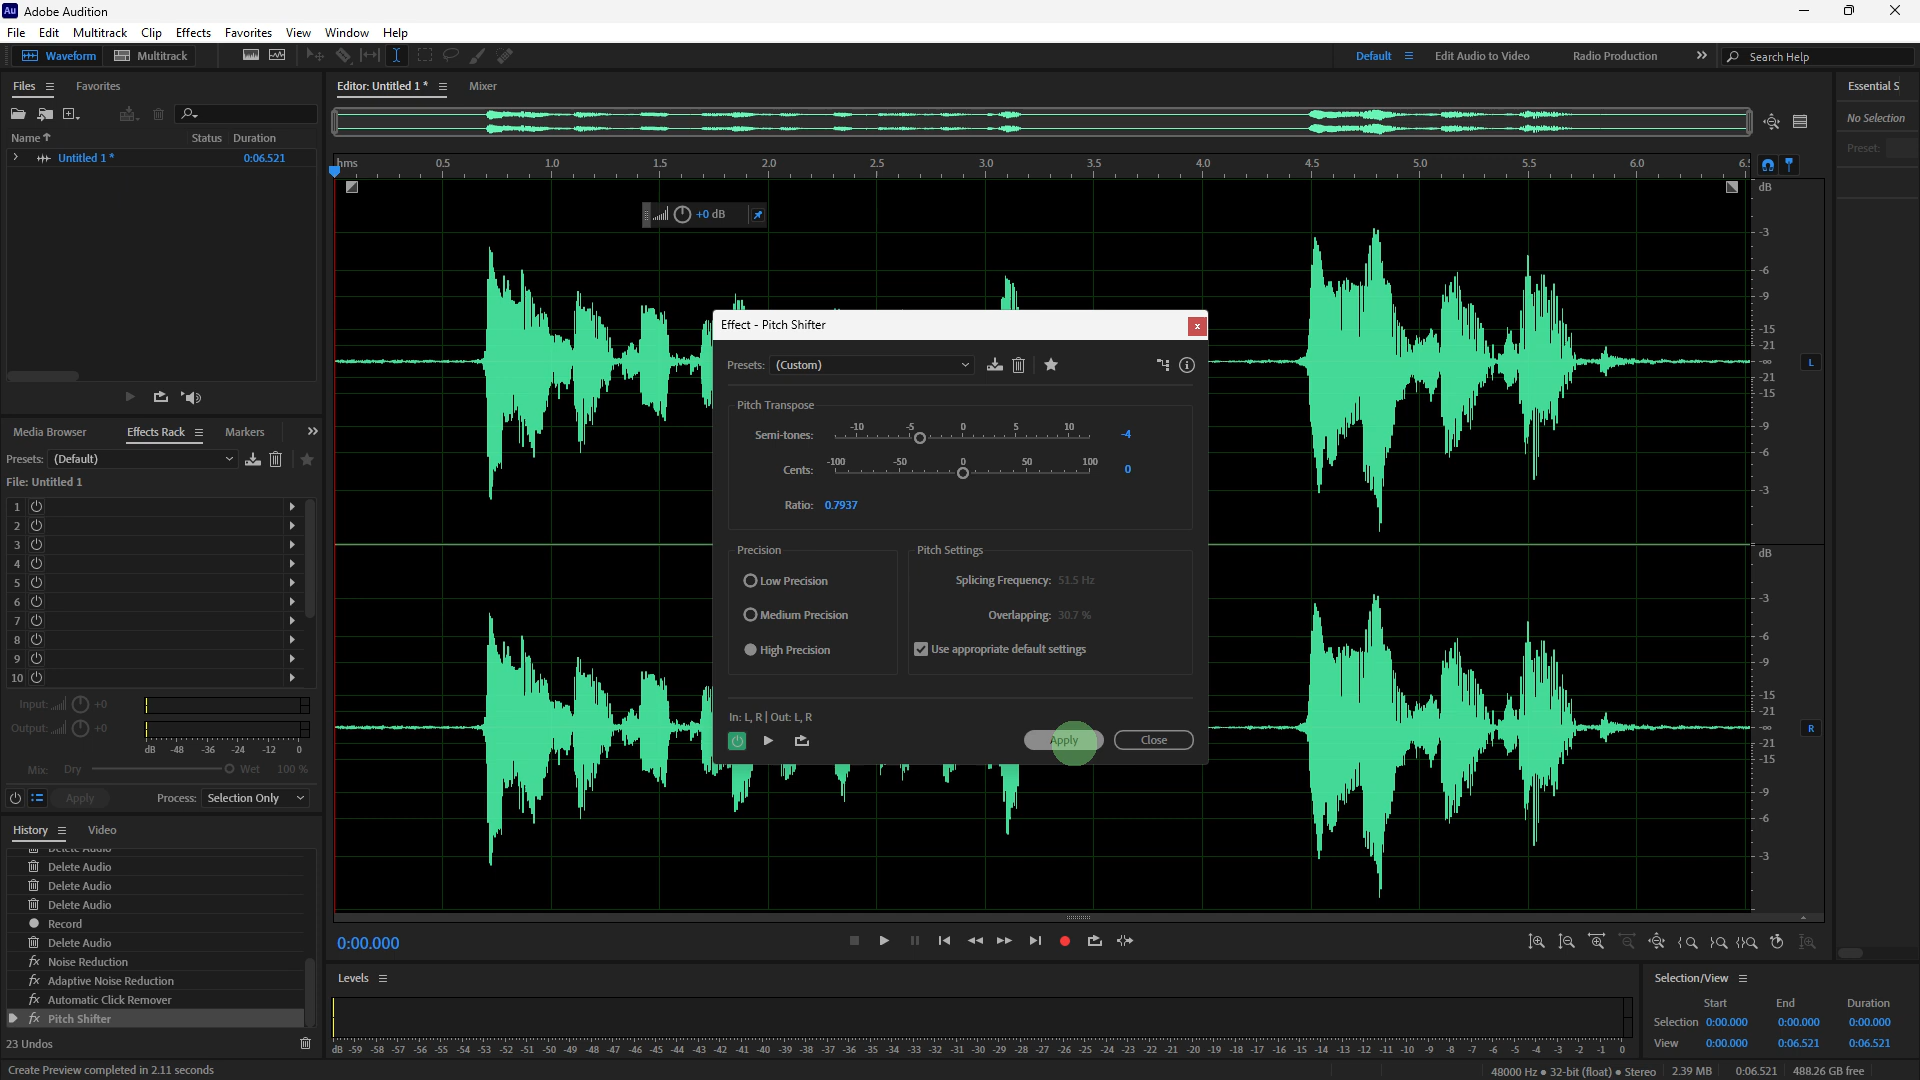 Au Adobe Audition
File Edit Multitrack Clip Effects Favorites View Window Help
Waveform Multitrack
Default Edit Audio to Video Radio Production Search Help
Files Favorites
Name Status Duration
Untitled 1 * 0:06.521
Editor: Untitled 1 * Mixer
hms 0.5 1.0 1.5 2.0 2.5 3.0 3.5 4.0 4.5 5.0 5.5 6.0
+0 dB
dB
-3
-6
-9
-15
-21
-∞
-21
-15
-9
-6
-3
L
dB
-3
-6
-9
-15
-21
-∞
-21
-15
-9
-6
-3
R
Essential S
No Selection
Preset:
Effect - Pitch Shifter
Presets: (Custom)
Pitch Transpose
-10 -5 0 5 10
Semi-tones: -4
-100 -50 0 50 100
Cents: 0
Ratio: 0.7937
Precision
Low Precision
Medium Precision
High Precision
Pitch Settings
Splicing Frequency: 51.5 Hz
Overlapping: 30.7 %
Use appropriate default settings
In: L, R | Out: L, R
Apply Close
Media Browser Effects Rack Markers
Presets: (Default)
File: Untitled 1
1
2
3
4
5
6
7
8
9
10
Input: +0
Output: +0
dB -48 -36 -24 -12 0
Mix: Dry Wet 100 %
Apply Process: Selection Only
History Video
Delete Audio
Delete Audio
Delete Audio
Delete Audio
Record
Delete Audio
fx Noise Reduction
fx Adaptive Noise Reduction
fx Automatic Click Remover
fx Pitch Shifter
23 Undos
Create Preview completed in 2.11 seconds
0:00.000
Levels
dB -59 -58 -57 -56 -55 -54 -53 -52 -51 -50 -49 -48 -47 -46 -45 -44 -43 -42 -41 -40 -39 -38 -37 -36 -35 -34 -33 -32 -31 -30 -29 -28 -27 -26 -25 -24 -23 -22 -21 -20 -19 -18 -17 -16 -15 -14 -13 -12 -11 -10 -9 -8 -7 -6 -5 -4 -3 -2 -1 0
Selection/View
Start End Duration
Selection 0:00.000 0:00.000 0:00.000
View 0:00.000 0:06.521 0:06.521
48000 Hz ● 32-bit (float) ● Stereo 2.39 MB 0:06.521 488.26 GB free